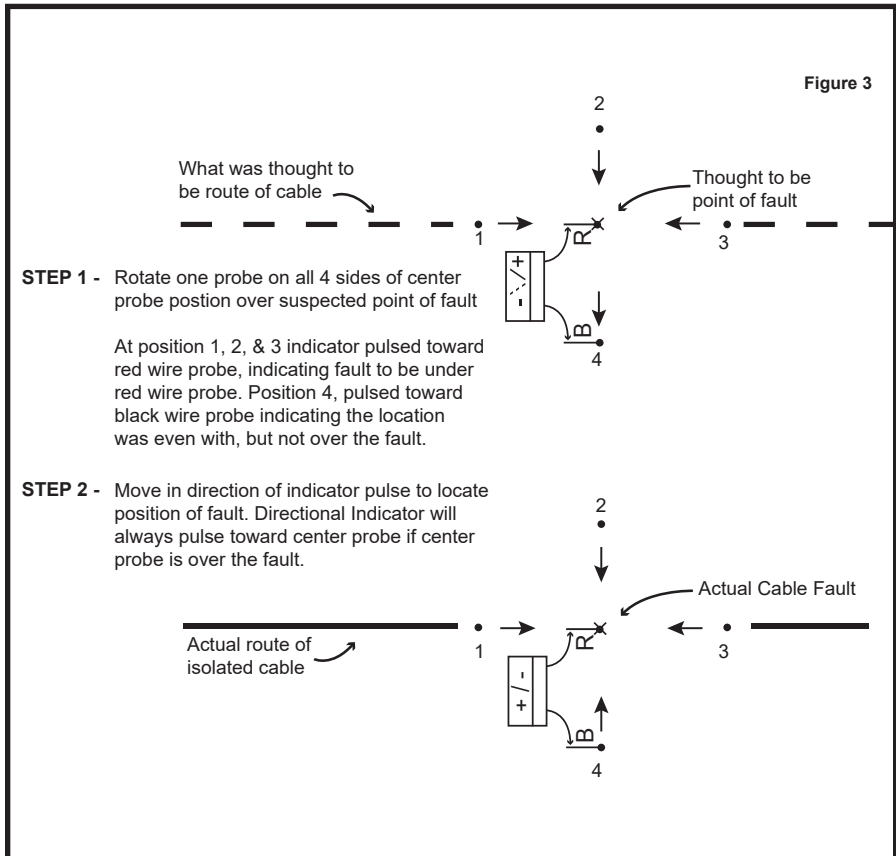 Figure 3
2
What was thought to
be route of cable
Thought to be
point of fault
1
3
R
- / +
B
4
STEP 1 - Rotate one probe on all 4 sides of center
probe postion over suspected point of fault
At position 1, 2, & 3 indicator pulsed toward
red wire probe, indicating fault to be under
red wire probe. Position 4, pulsed toward
black wire probe indicating the location
was even with, but not over the fault.
STEP 2 - Move in direction of indicator pulse to locate
position of fault. Directional Indicator will
always pulse toward center probe if center
probe is over the fault.
2
Actual Cable Fault
Actual route of
isolated cable
1
3
R
+ / -
B
4